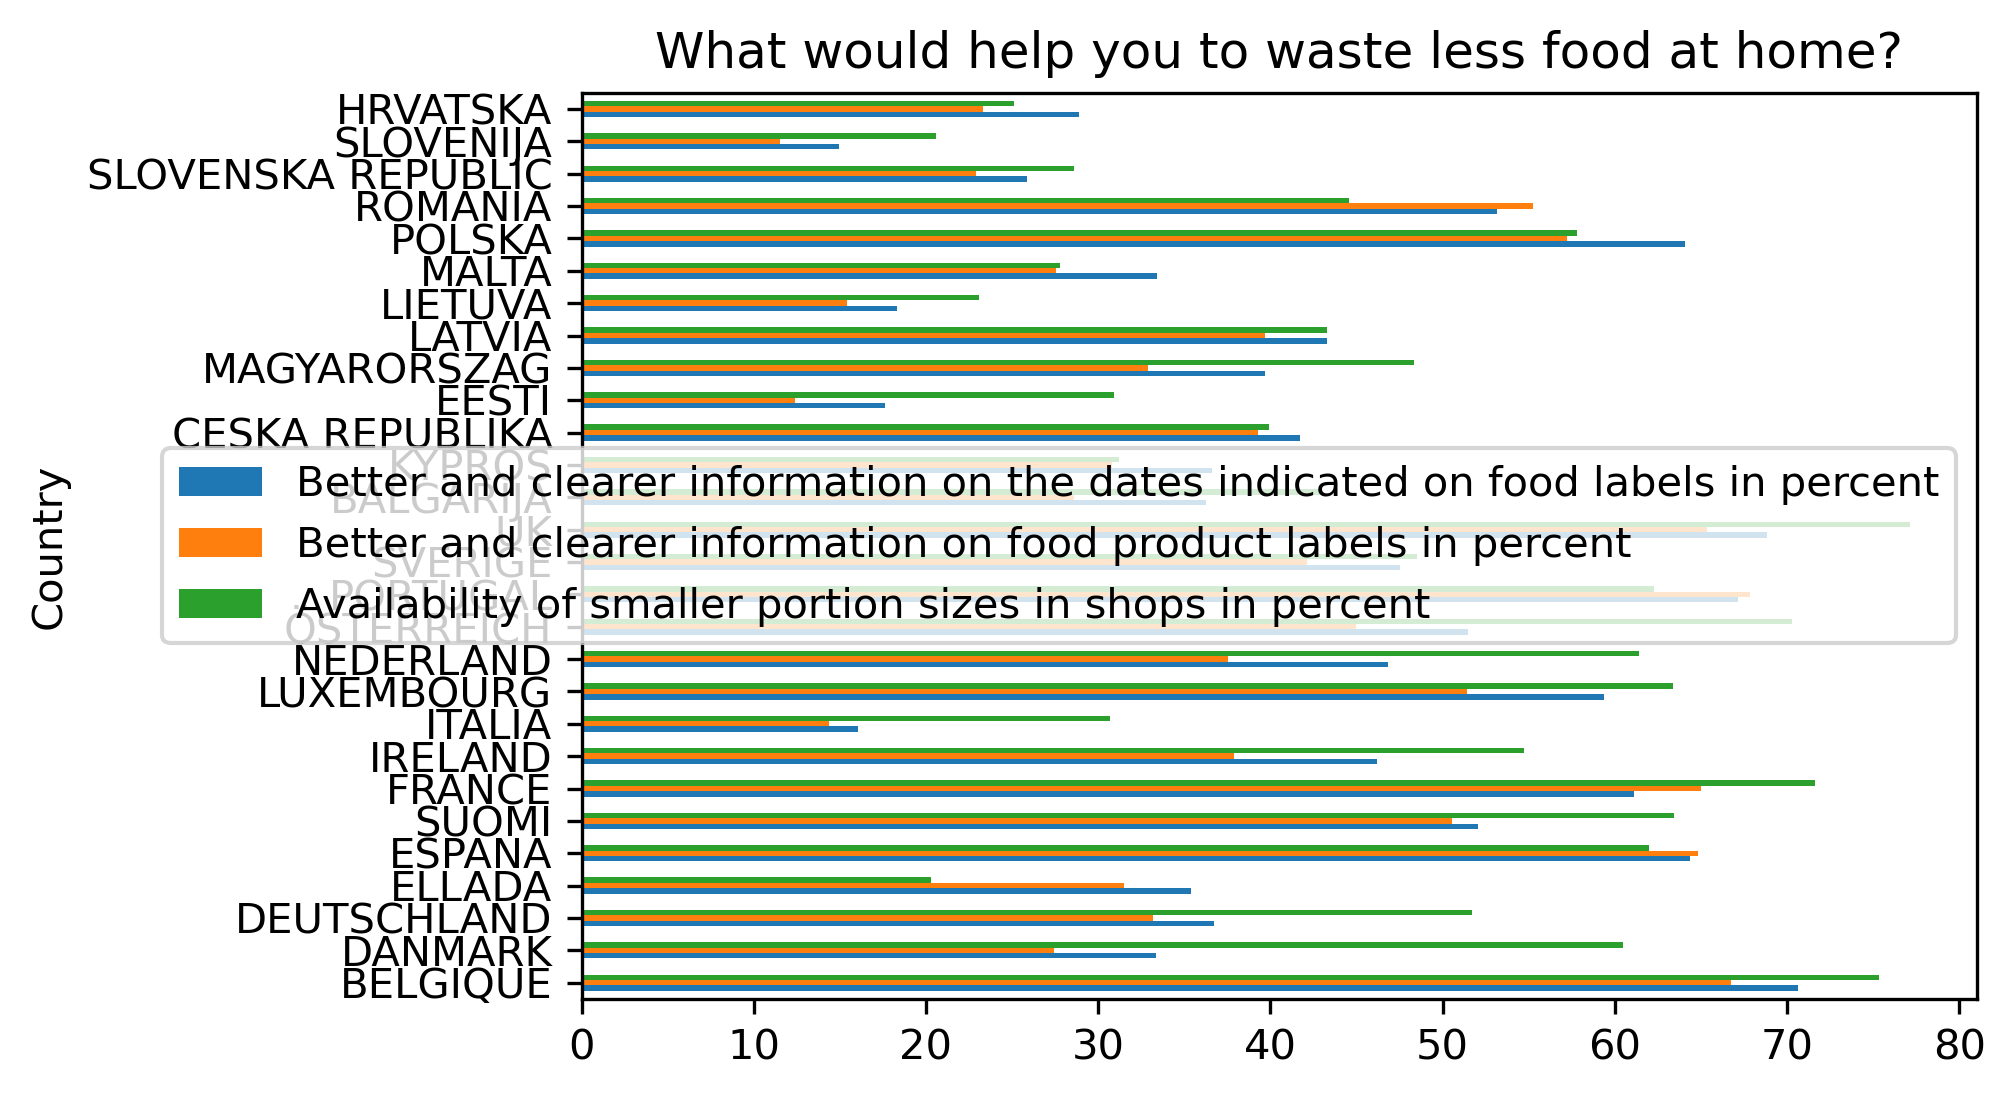 What would help you to waste less food at home?
HRVATSKA
SLOVENIJA
SLOVENSKA REPUBLIC
ROMANIA
POLSKA
MALTA
LIETUVA
LATVIA
MAGYARORSZAG
EESTI
CESKA REPUBLIKA
KYPROS
BALGARIJA
UK
SVERIGE
PORTUGAL
ÖSTERREICH
NEDERLAND
LUXEMBOURG
ITALIA
IRELAND
FRANCE
SUOMI
ESPANA
ELLADA
DEUTSCHLAND
DANMARK
BELGIQUE
Country
Better and clearer information on the dates indicated on food labels in percent
Better and clearer information on food product labels in percent
Availability of smaller portion sizes in shops in percent
0 10 20 30 40 50 60 70 80